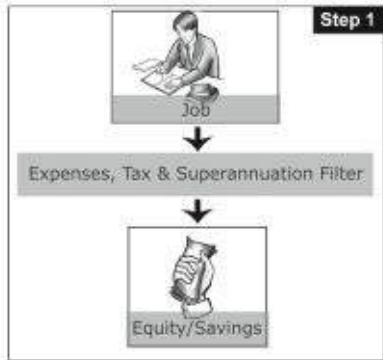 Step 1
Job
Expenses, Tax & Superannuation Filter
Equity/Savings